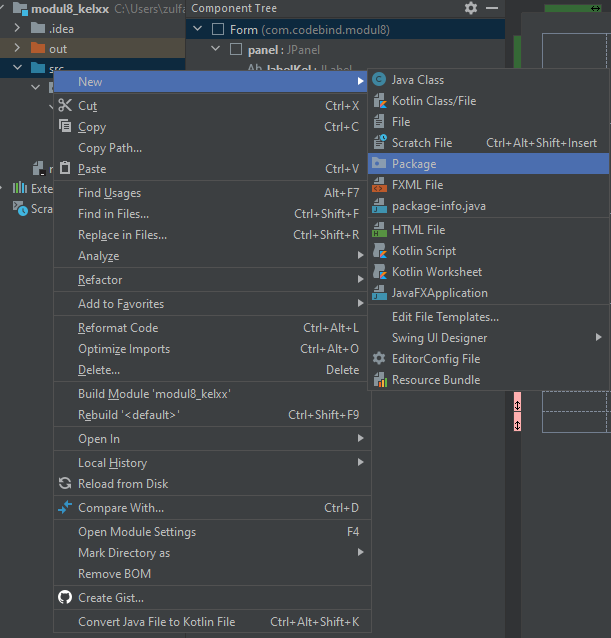 modul8_kelxx C:\Users\zulfa
Component Tree
.idea
Form (com.codebind.modul8)
out
panel : JPanel
src
labelKel : JLabel
New
Java Class
Cut Ctrl+X
Kotlin Class/File
Copy Ctrl+C
File
Copy Path...
Scratch File Ctrl+Alt+Shift+Insert
Paste Ctrl+V
Package
Exte
Find Usages Alt+F7
FXML File
Scra
Find in Files... Ctrl+Shift+F
package-info.java
Replace in Files... Ctrl+Shift+R
HTML File
Analyze
Kotlin Script
Refactor
Kotlin Worksheet
Add to Favorites
JavaFXApplication
Reformat Code Ctrl+Alt+L
Edit File Templates...
Optimize Imports Ctrl+Alt+O
Swing UI Designer
Delete... Delete
EditorConfig File
Build Module 'modul8_kelxx'
Resource Bundle
Rebuild '<default>' Ctrl+Shift+F9
Open In
Local History
Reload from Disk
Compare With... Ctrl+D
Open Module Settings F4
Mark Directory as
Remove BOM
Create Gist...
Convert Java File to Kotlin File Ctrl+Alt+Shift+K